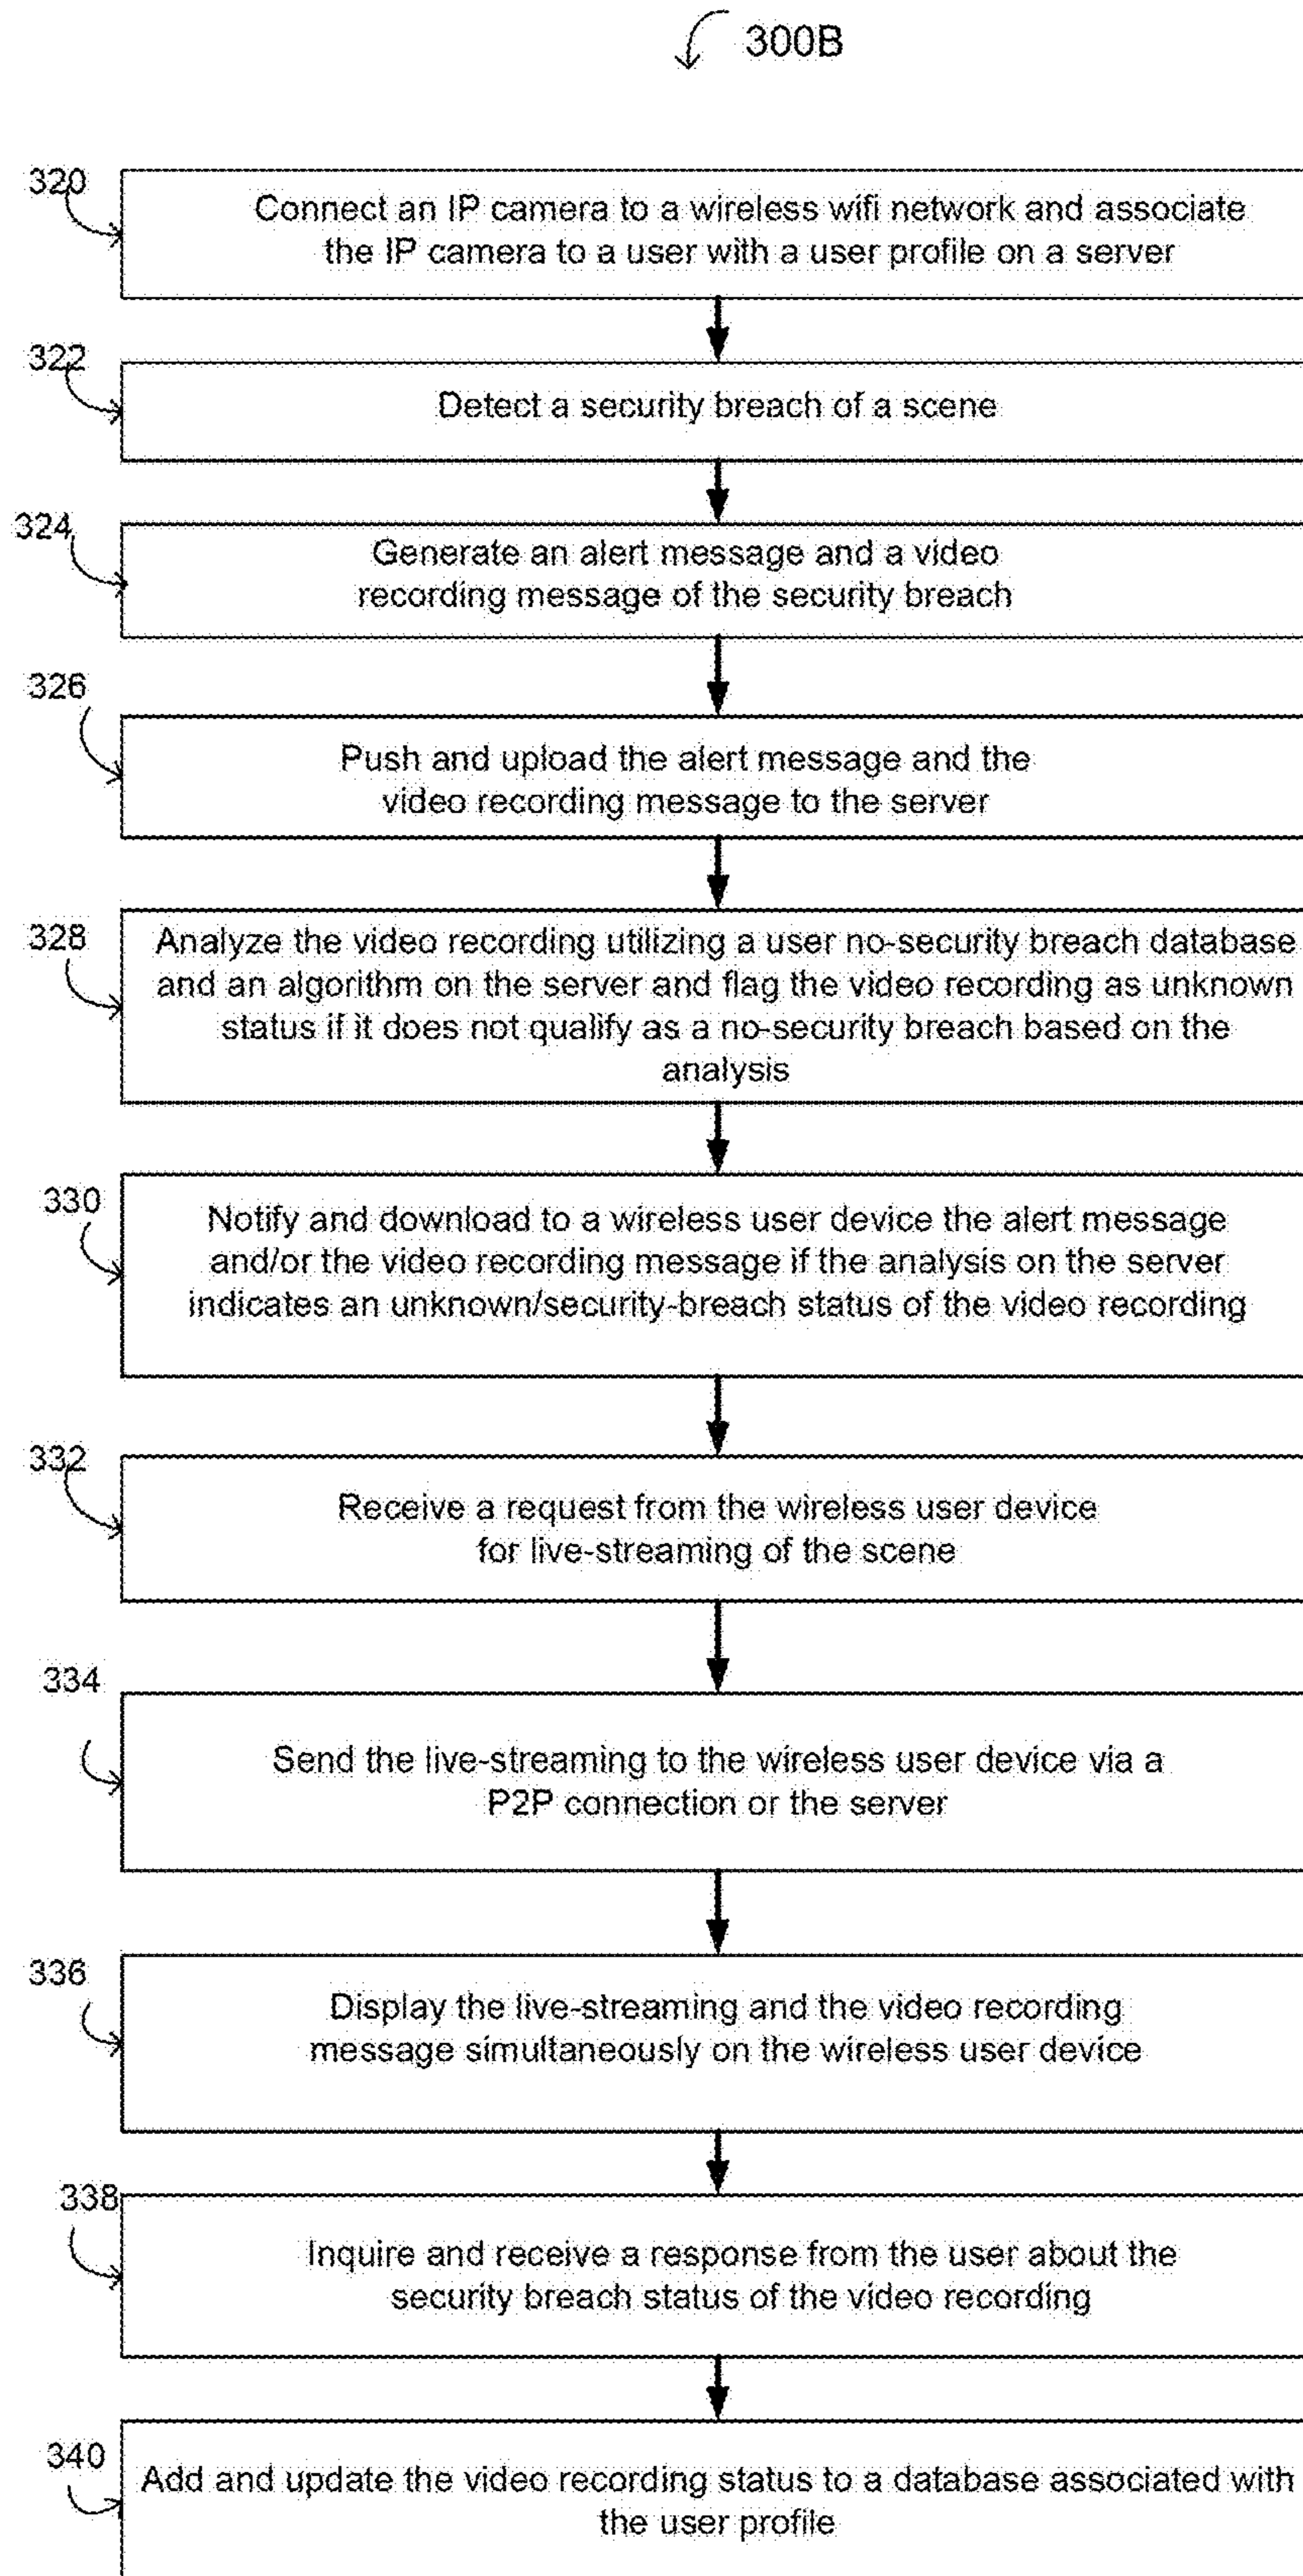 300B
320
Connect an IP camera to a wireless wifi network and associate
the IP camera to a user with a user profile on a server
322
Detect a security breach of a scene
324
Generate an alert message and a video
recording message of the security breach
326
Push and upload the alert message and the
video recording message to the server
328
Analyze the video recording utilizing a user no-security breach database
and an algorithm on the server and flag the video recording as unknown
status if it does not qualify as a no-security breach based on the
analysis
330
Notify and download to a wireless user device the alert message
and/or the video recording message if the analysis on the server
indicates an unknown/security-breach status of the video recording
332
Receive a request from the wireless user device
for live-streaming of the scene
334
Send the live-streaming to the wireless user device via a
P2P connection or the server
336
Display the live-streaming and the video recording
message simultaneously on the wireless user device
338
Inquire and receive a response from the user about the
security breach status of the video recording
340
Add and update the video recording status to a database associated with
the user profile